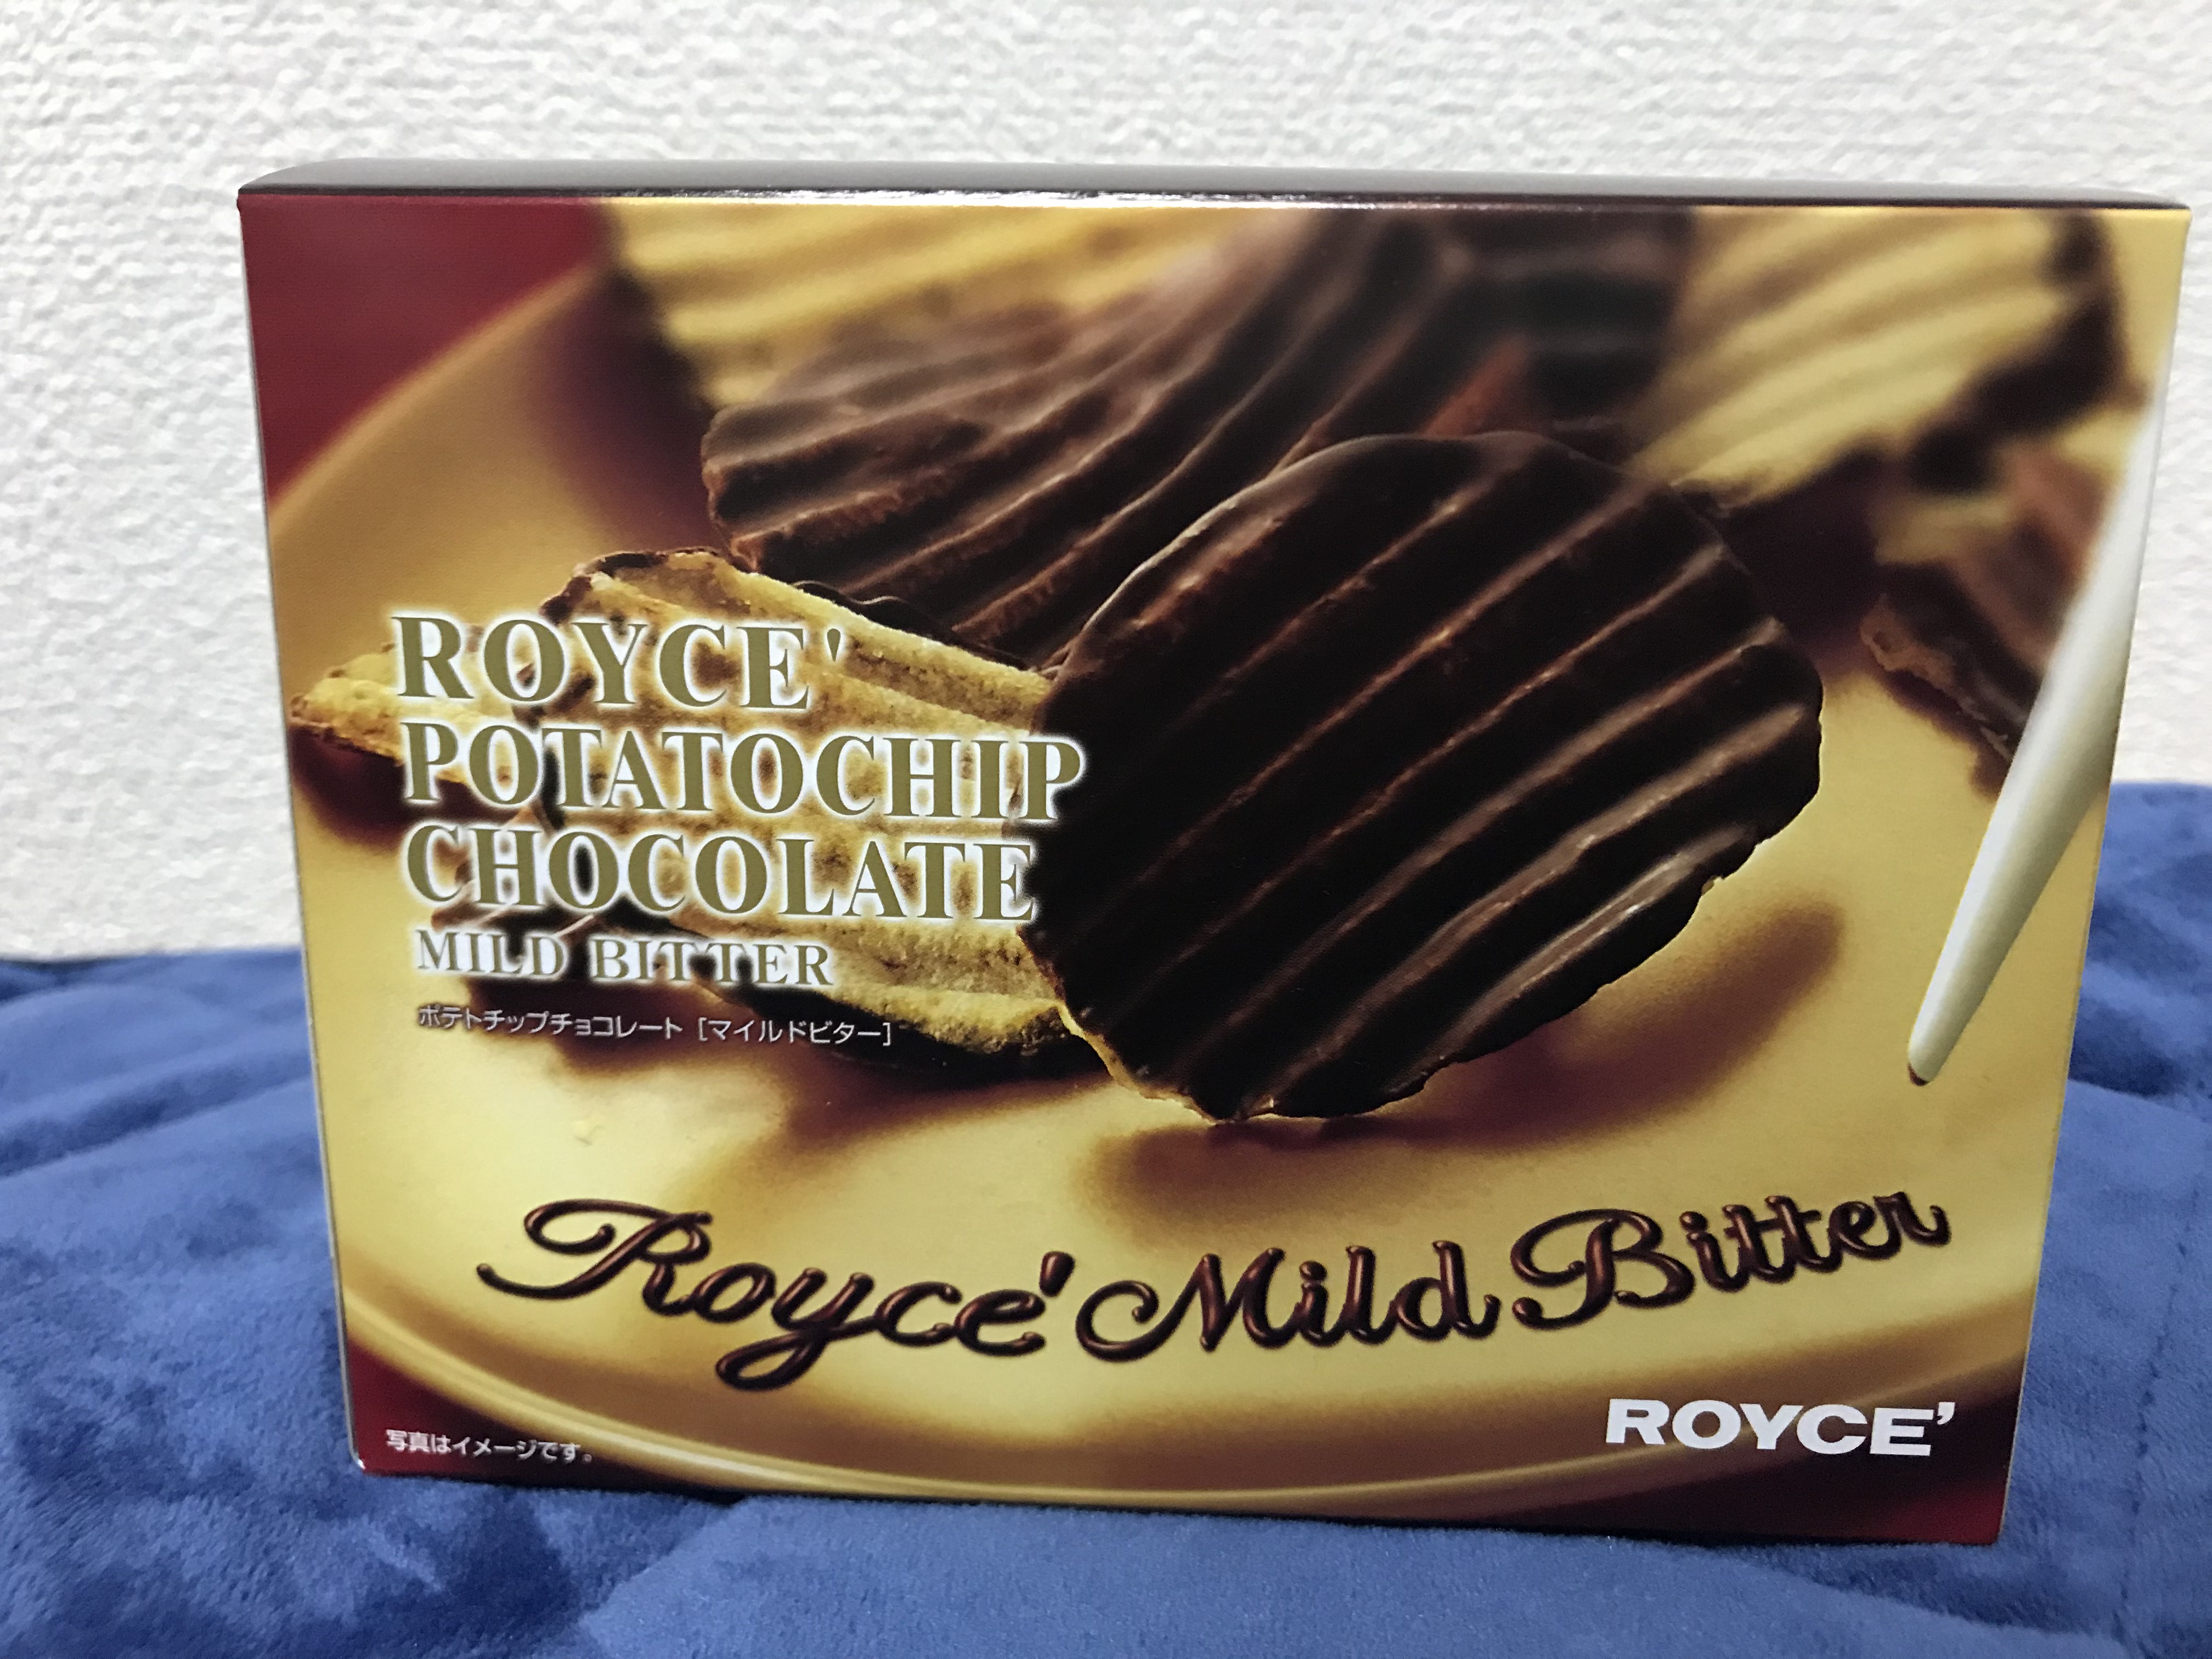 ROYCE'
POTATOCHIP
CHOCOLATE
MILD BITTER
ポテトチップチョコレート［マイルドビター］
Royce' Mild Bitter
ROYCE'
写真はイメージです。